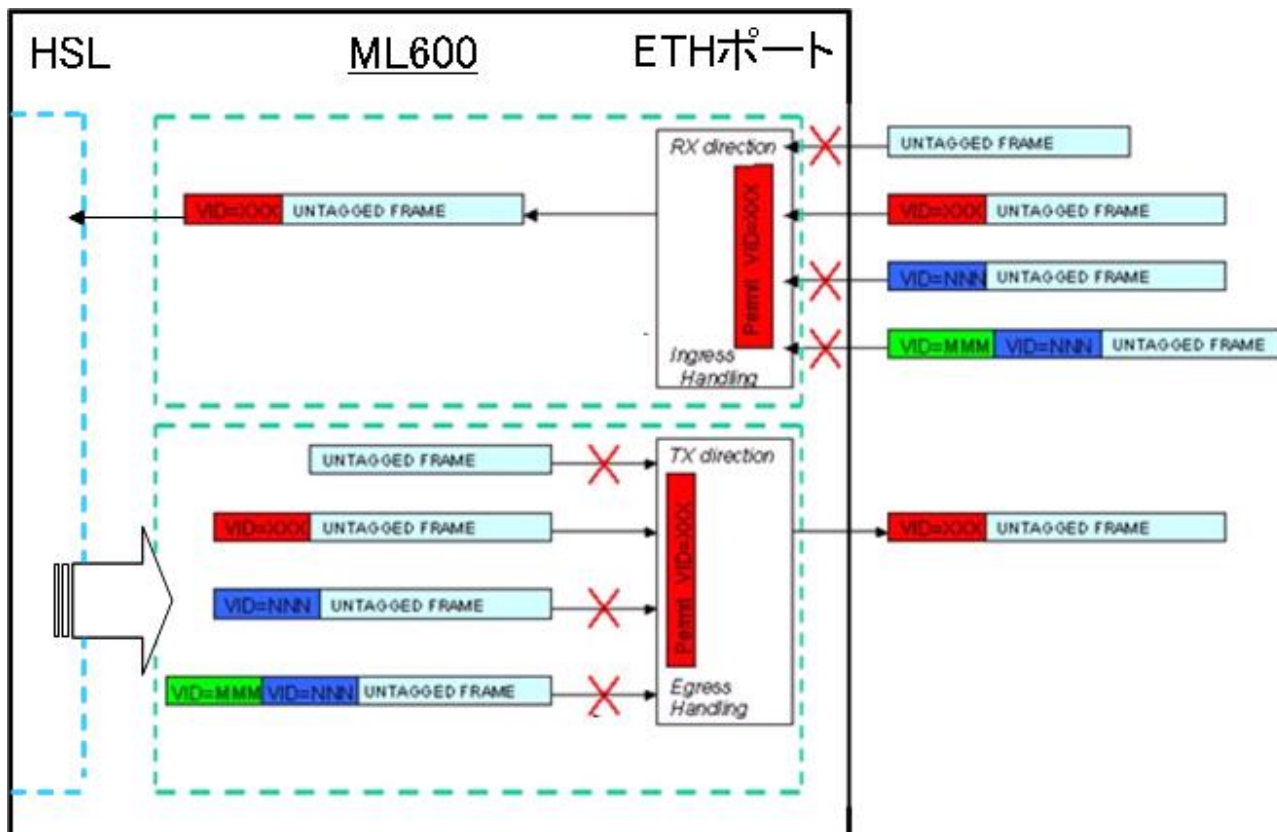 HSL
ML600
ETHポート
RX direction
Permit VID=XXX
Ingress
Handling
UNTAGGED FRAME
VID=XXX UNTAGGED FRAME
VID=XXX UNTAGGED FRAME
VID=NNN UNTAGGED FRAME
VID=MMM VID=NNN UNTAGGED FRAME
UNTAGGED FRAME
VID=XXX UNTAGGED FRAME
VID=NNN UNTAGGED FRAME
VID=MMM VID=NNN UNTAGGED FRAME
TX direction
Permit VID=XXX
Egress
Handling
VID=XXX UNTAGGED FRAME